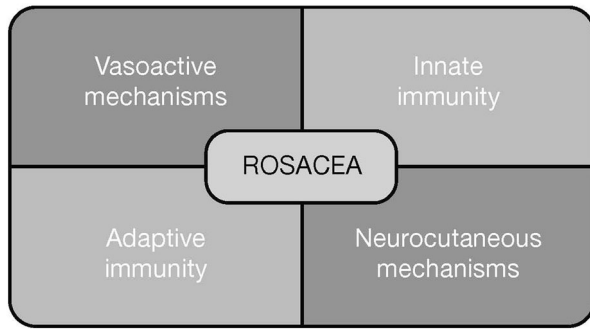 Vasoactive
mechanisms
Innate
immunity
ROSACEA
Adaptive
immunity
Neurocutaneous
mechanisms